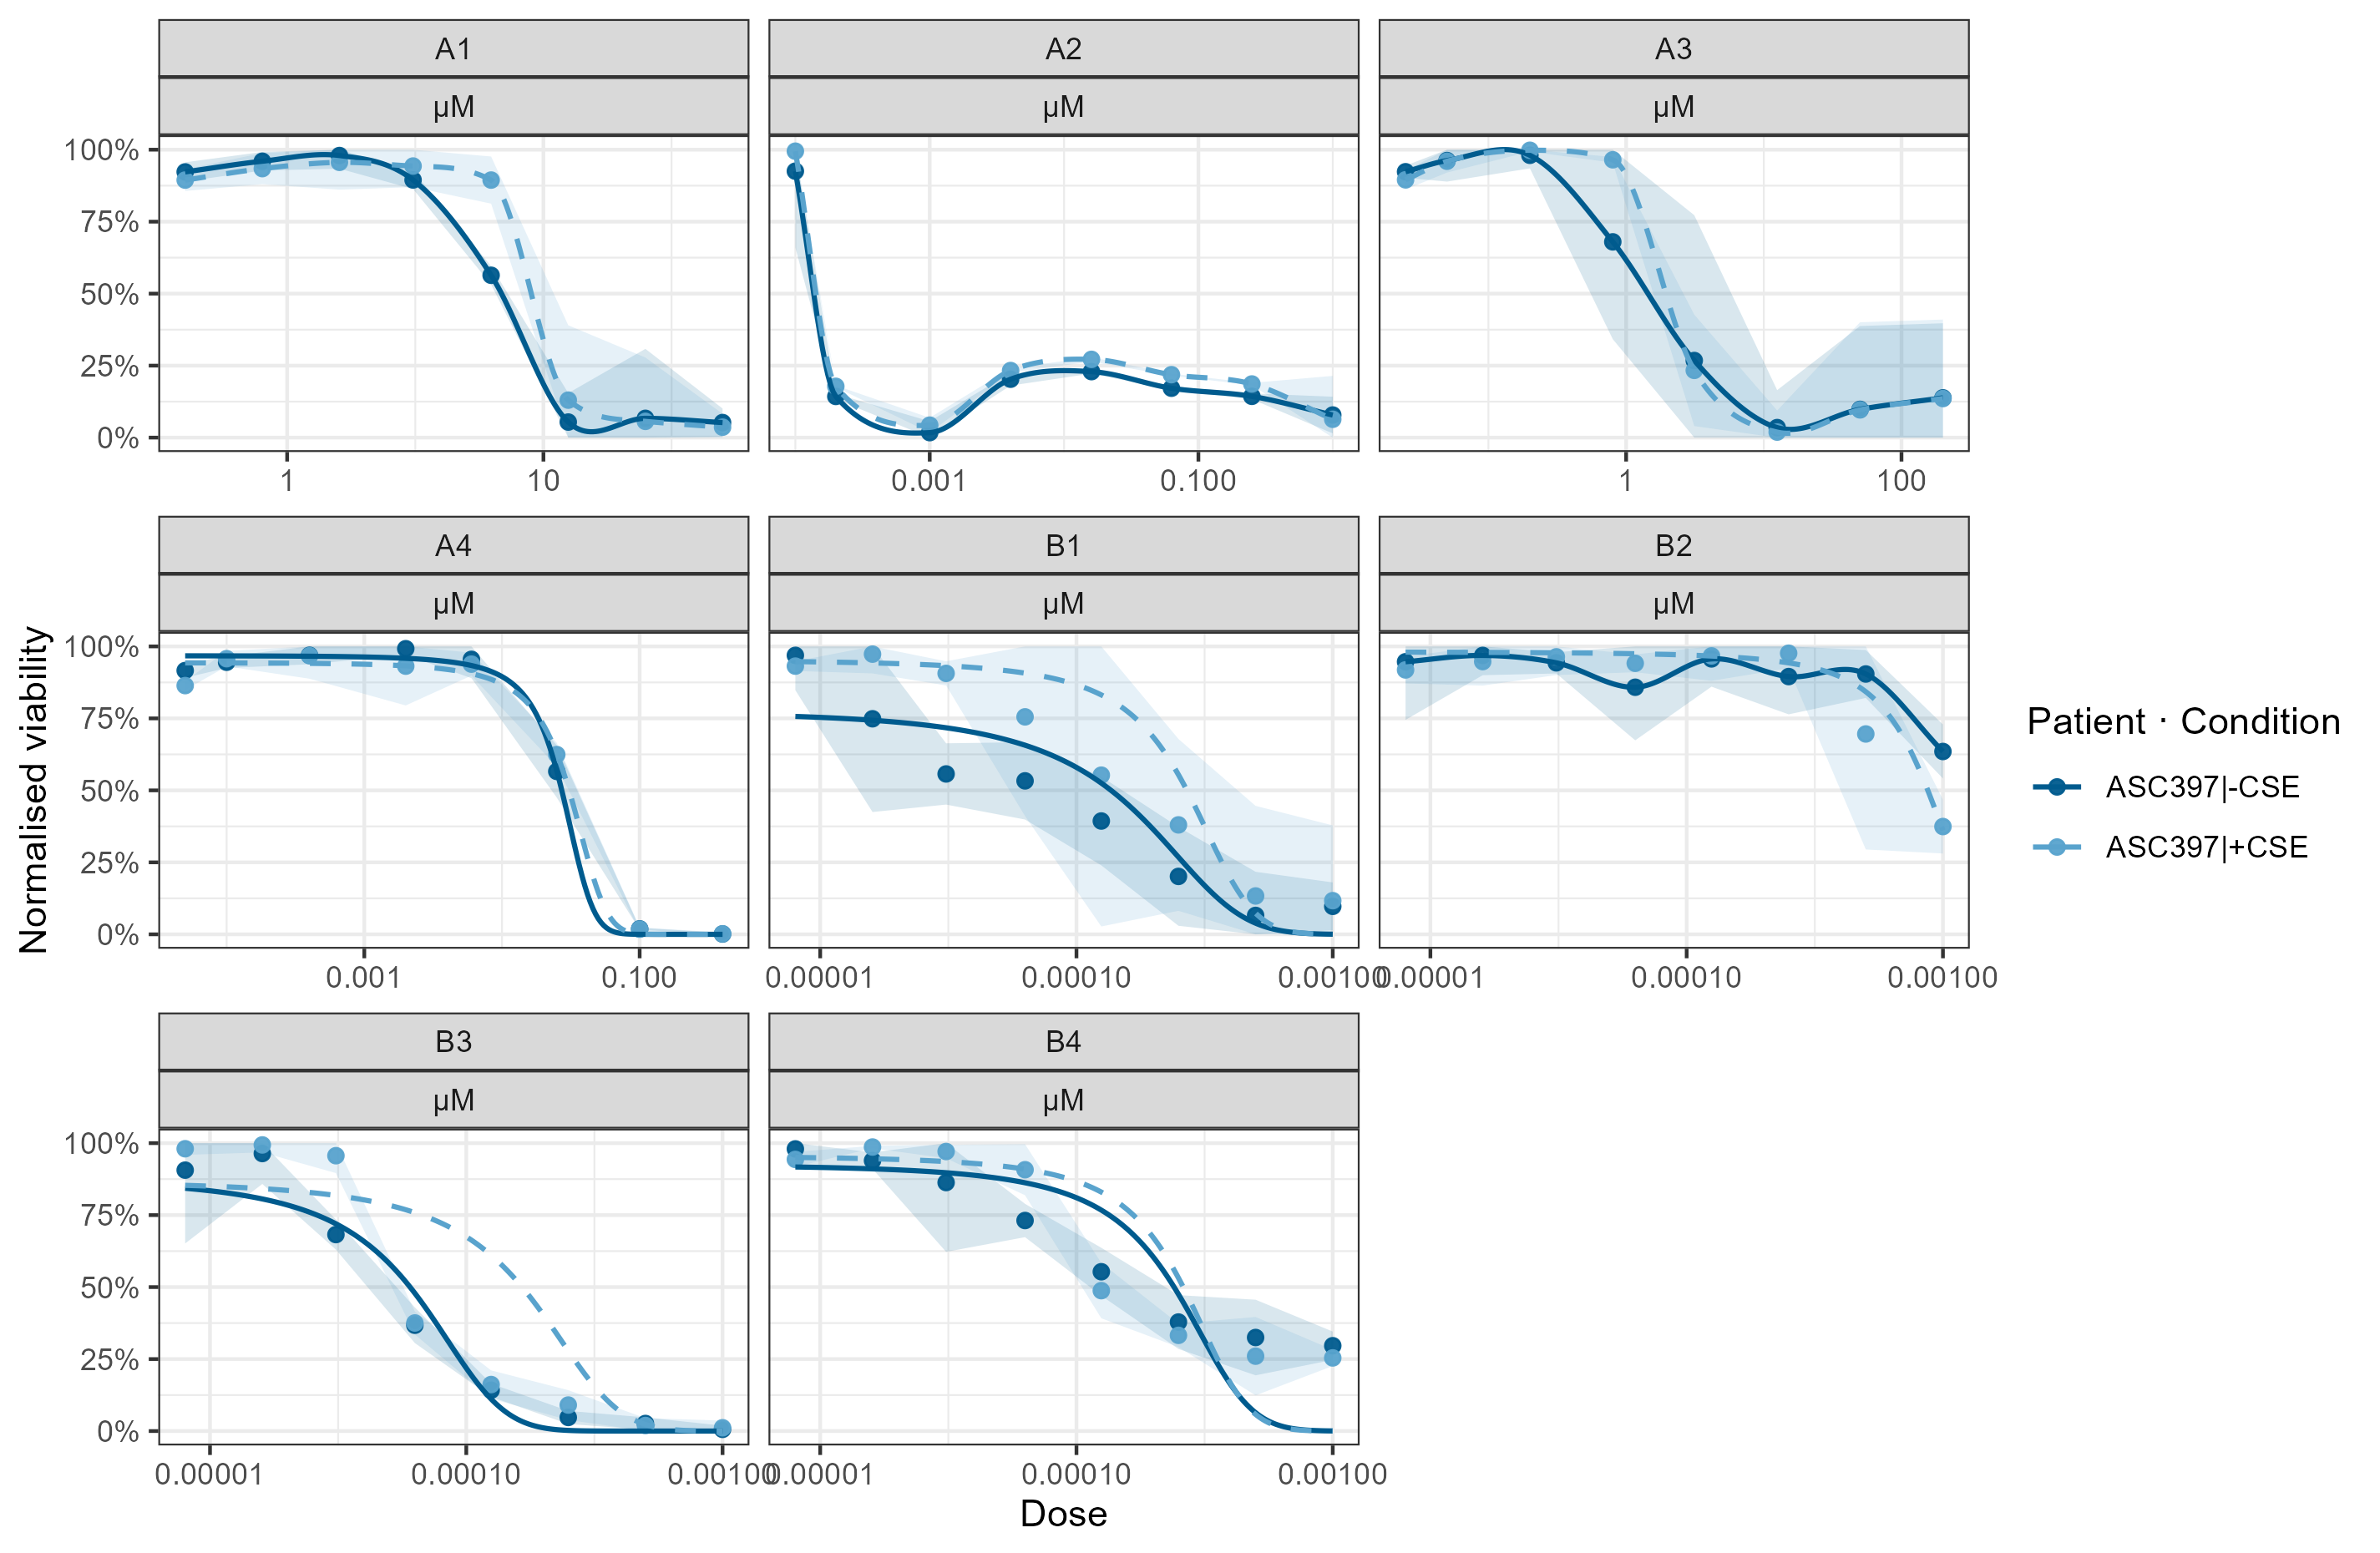 A1
A2
A3
µM
µM
µM
100%
75%
50%
25%
0%
1
10
0.001
0.100
1
100
A4
B1
B2
µM
µM
µM
100%
75%
50%
25%
0%
0.001
0.100
0.00001
0.00010
0.00100
0.00001
0.00010
0.00100
Normalised viability
Patient · Condition
ASC397|-CSE
ASC397|+CSE
B3
B4
µM
µM
100%
75%
50%
25%
0%
0.00001
0.00010
0.00100
0.00001
0.00010
0.00100
Dose